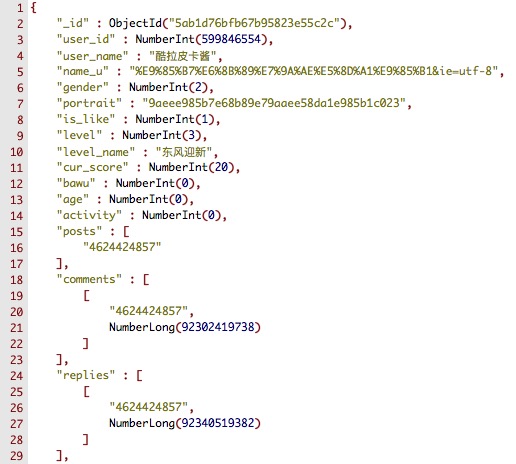 1 {
2 "_id" : ObjectId("5ab1d76bfb67b95823e55c2c"),
3 "user_id" : NumberInt(599846554),
4 "user_name" : "酷拉皮卡酱",
5 "name_u" : "%E9%85%B7%E6%8B%89%E7%9A%AE%E5%8D%A1%E9%85%B1&ie=utf-8",
6 "gender" : NumberInt(2),
7 "portrait" : "9aeee985b7e68b89e79aaee58da1e985b1c023",
8 "is_like" : NumberInt(1),
9 "level" : NumberInt(3),
10 "level_name" : "东风迎新",
11 "cur_score" : NumberInt(20),
12 "bawu" : NumberInt(0),
13 "age" : NumberInt(0),
14 "activity" : NumberInt(0),
15 "posts" : [
16 "4624424857"
17 ],
18 "comments" : [
19 [
20 "4624424857",
21 NumberLong(92302419738)
22 ]
23 ],
24 "replies" : [
25 [
26 "4624424857",
27 NumberLong(92340519382)
28 ]
29 ],